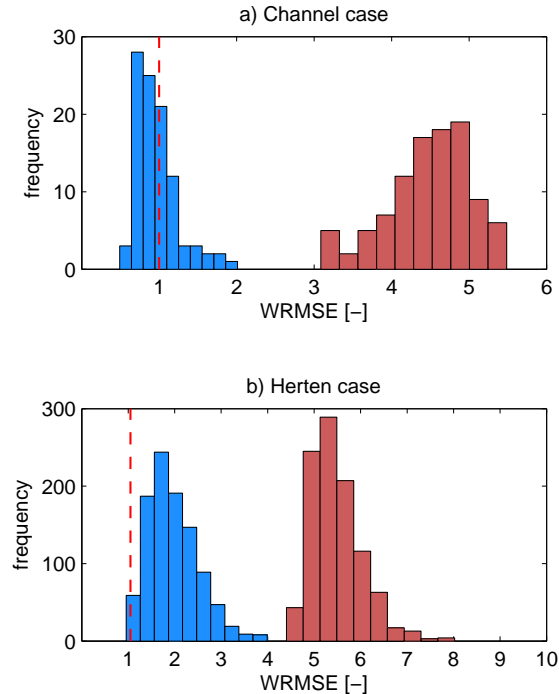 a) Channel case
30
20
10
0
frequency
1 2 3 4 5 6
WRMSE [–]
b) Herten case
300
200
100
0
frequency
1 2 3 4 5 6 7 8 9 10
WRMSE [–]